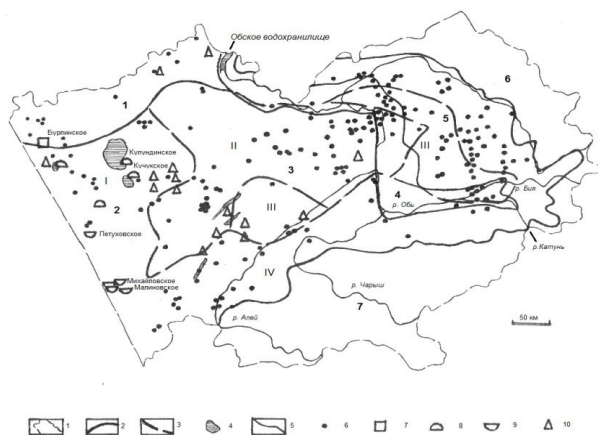 Обское водохранилище
1
6
Бурлинское
5
II
III
Кулундинское
3
Кучукское
I
р. Бия
2
4
III
р. Обь
Петуховское
р.Катунь
Михайловское
Малиновское
IV
р. Чарыш
7
р. Алей
50 км
1 2 3 4 5 6 7 8 9 10